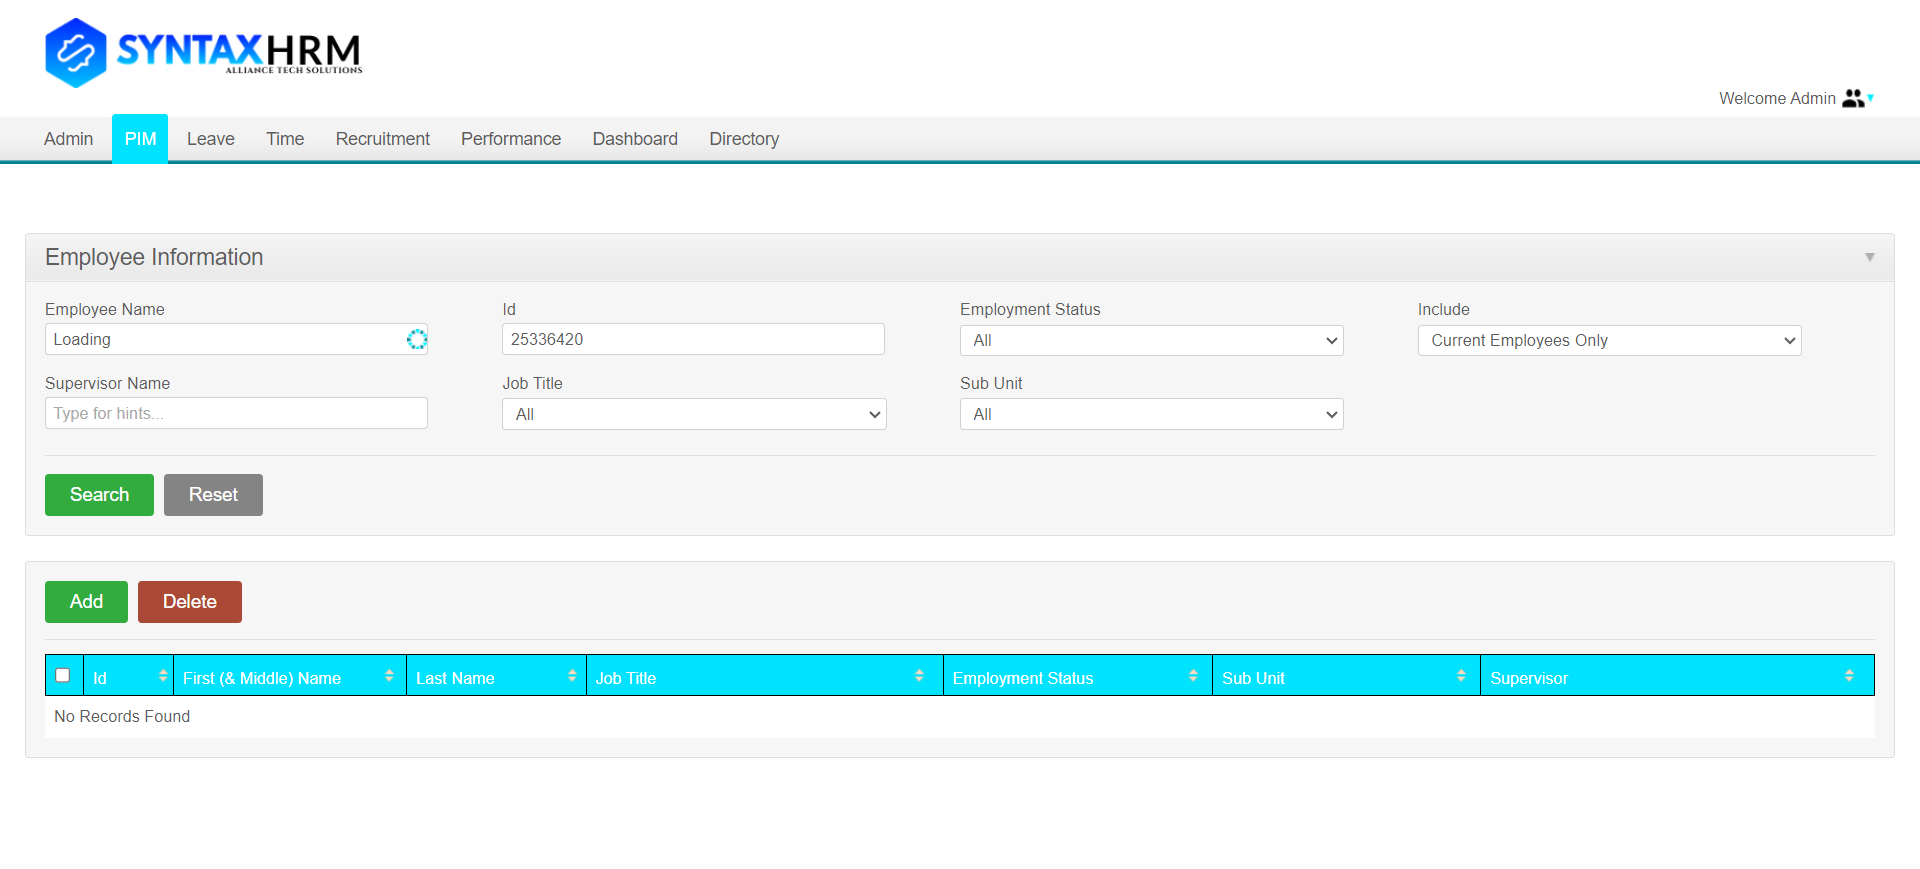 SYNTAXHRM
ALLIANCE TECH SOLUTIONS
Welcome Admin
Admin PIM Leave Time Recruitment Performance Dashboard Directory
Employee Information
Employee Name Id Employment Status Include
Loading 25336420 All Current Employees Only
Supervisor Name Job Title Sub Unit
Type for hints... All All
Search Reset
Add Delete
Id First (& Middle) Name Last Name Job Title Employment Status Sub Unit Supervisor
No Records Found